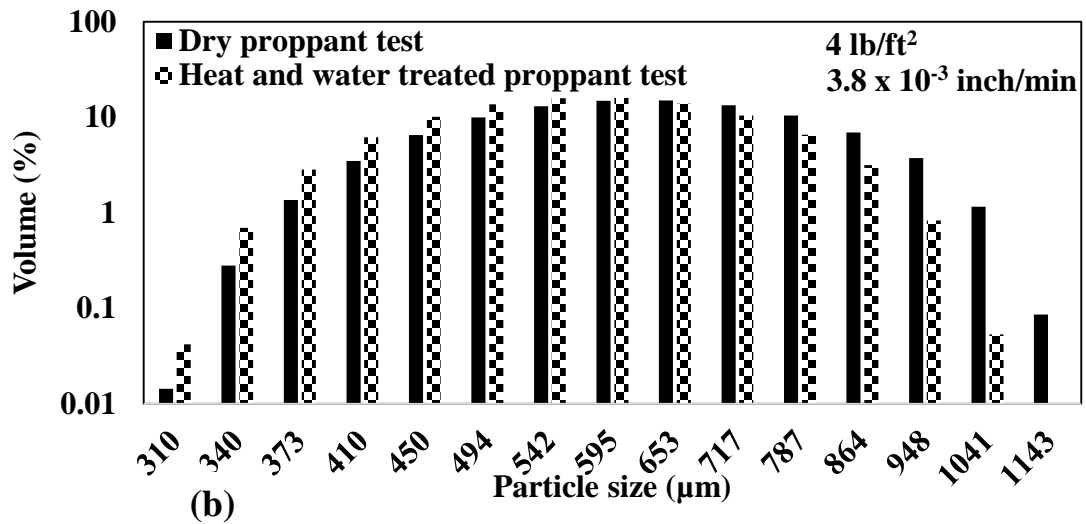 100
10
1
0.1
0.01
Volume (%)
Dry proppant test
Heat and water treated proppant test
4 lb/ft²
3.8 x 10⁻³ inch/min
310 340 373 410 450 494 542 595 653 717 787 864 948 1041 1143
Particle size (µm)
(b)